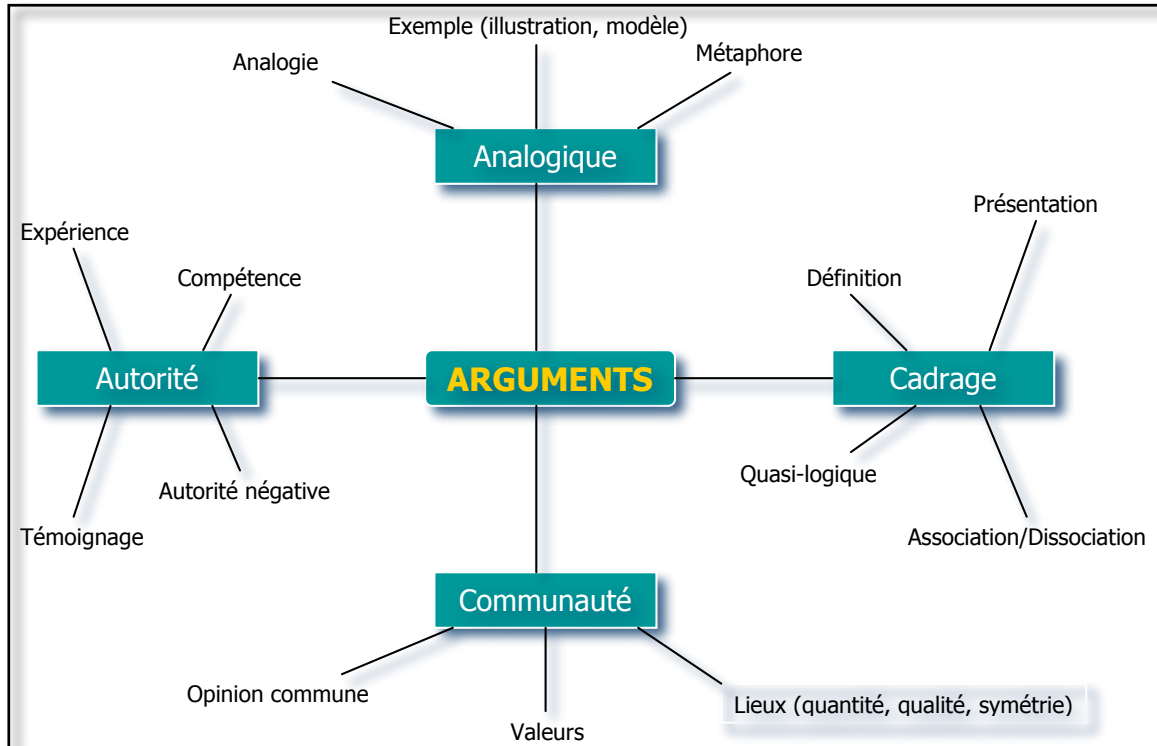 Exemple (illustration, modèle)
Analogie
Métaphore
Analogique
Présentation
Expérience
Compétence
Définition
Autorité
ARGUMENTS
Cadrage
Quasi-logique
Autorité négative
Témoignage
Association/Dissociation
Communauté
Opinion commune
Lieux (quantité, qualité, symétrie)
Valeurs